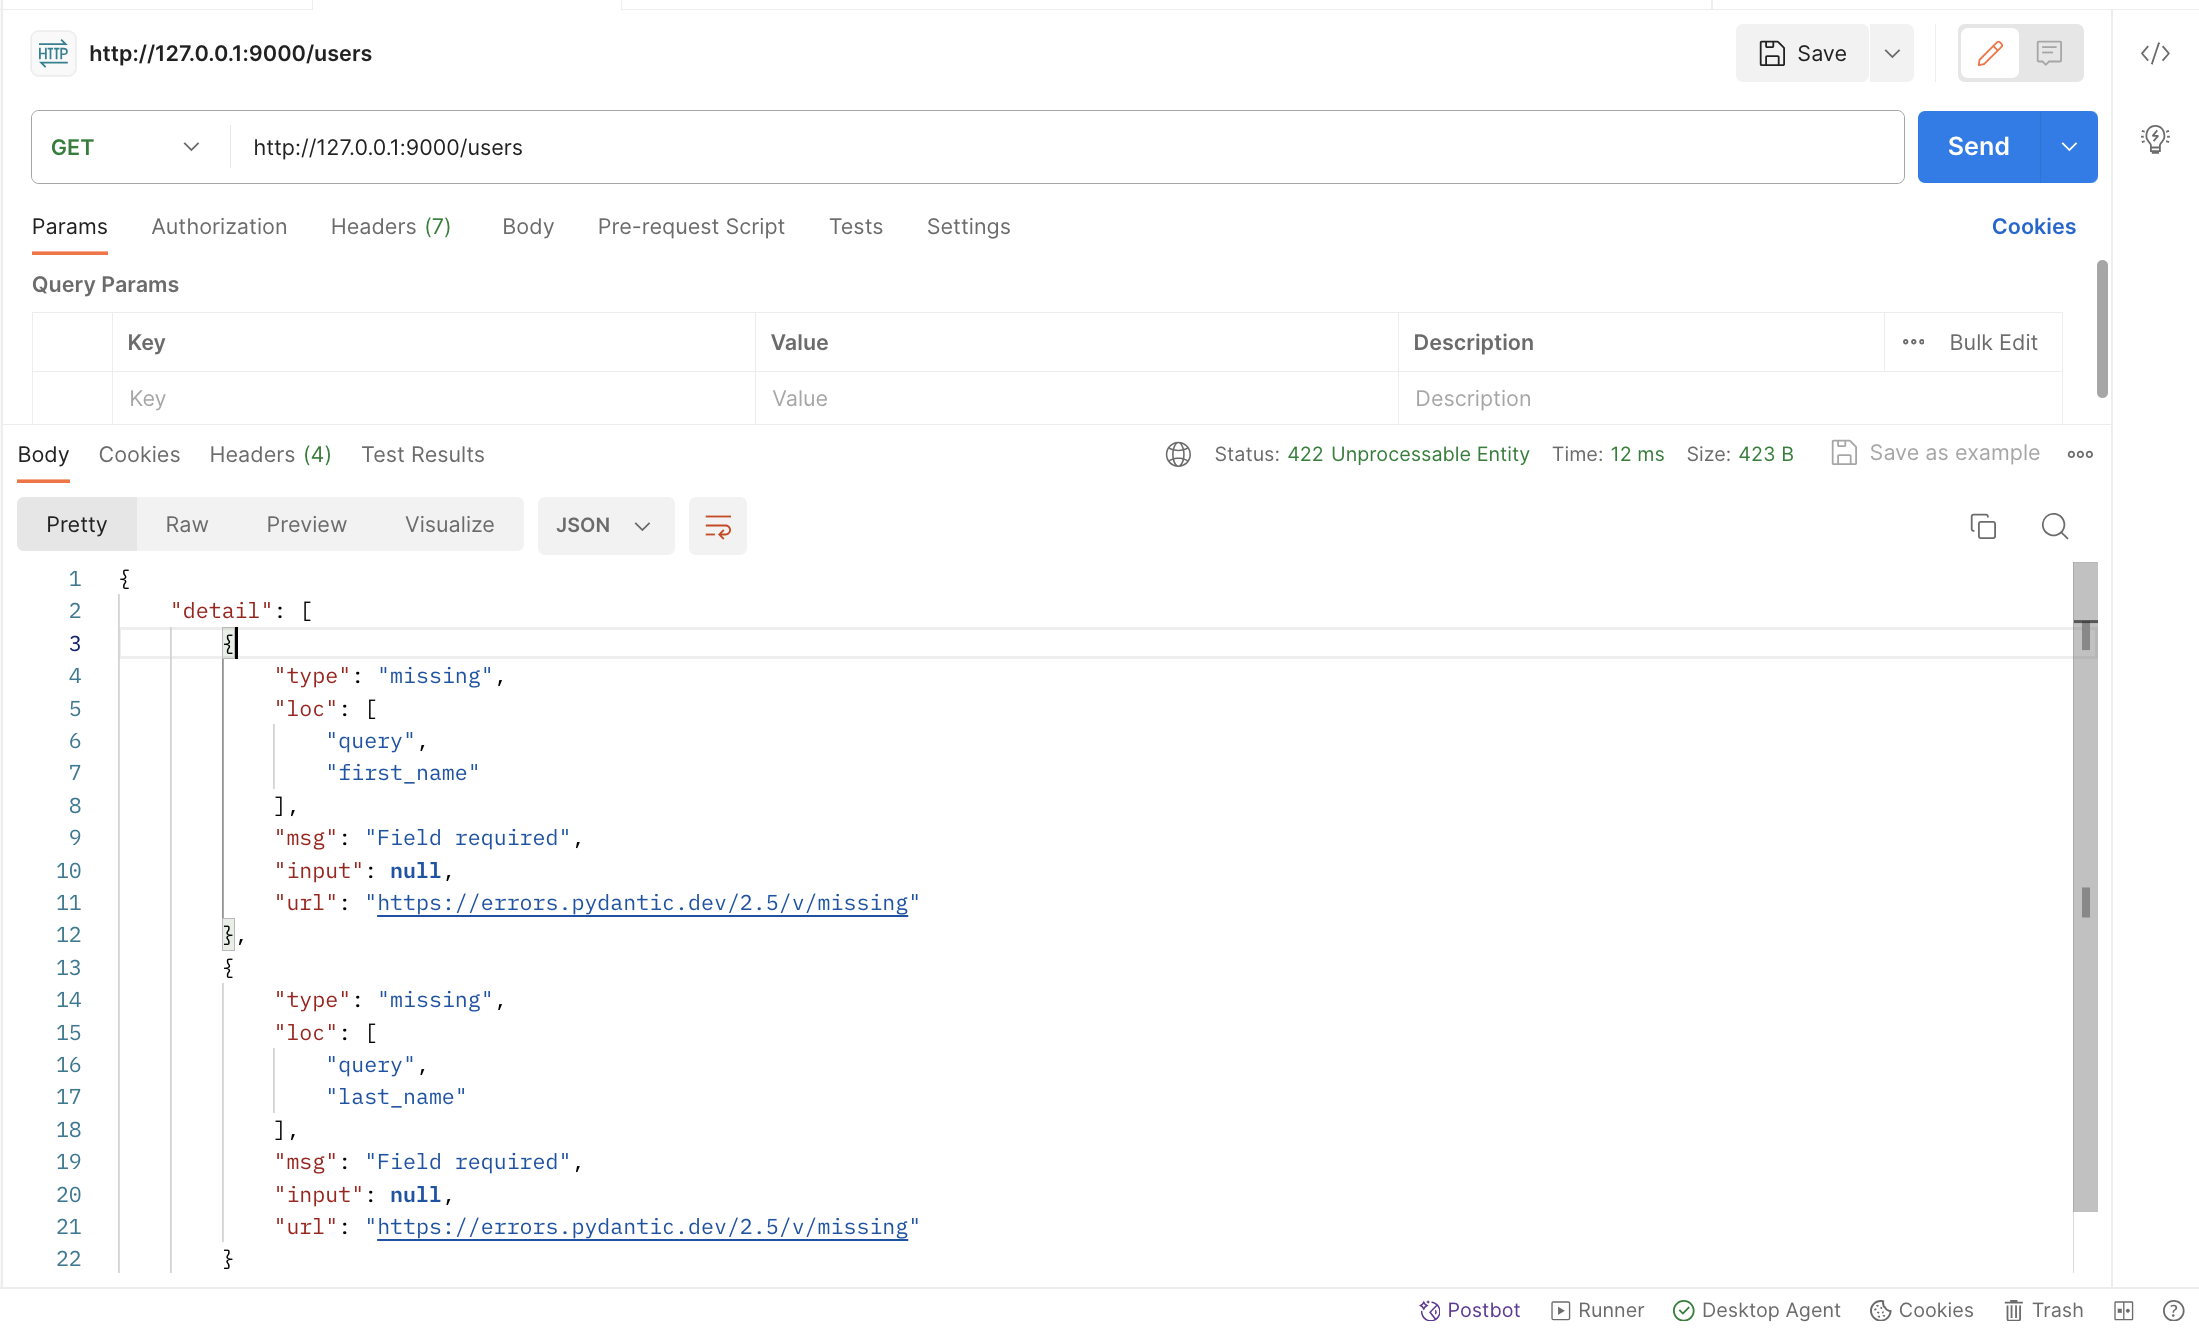 HTTP http://127.0.0.1:9000/users Save
GET http://127.0.0.1:9000/users Send
Params Authorization Headers (7) Body Pre-request Script Tests Settings Cookies
Query Params
Key Value Description Bulk Edit
Key Value Description
Body Cookies Headers (4) Test Results Status: 422 Unprocessable Entity Time: 12 ms Size: 423 B Save as example
Pretty Raw Preview Visualize JSON
1 {
2 "detail": [
3 {
4 "type": "missing",
5 "loc": [
6 "query",
7 "first_name"
8 ],
9 "msg": "Field required",
10 "input": null,
11 "url": "https://errors.pydantic.dev/2.5/v/missing"
12 },
13 {
14 "type": "missing",
15 "loc": [
16 "query",
17 "last_name"
18 ],
19 "msg": "Field required",
20 "input": null,
21 "url": "https://errors.pydantic.dev/2.5/v/missing"
22 }
Postbot Runner Desktop Agent Cookies Trash